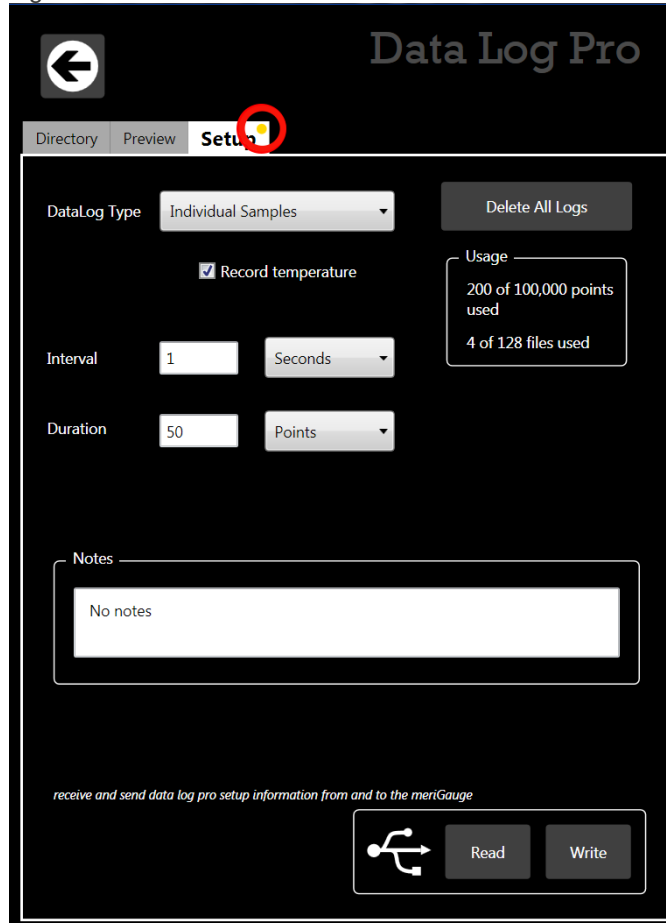 Data Log Pro
Directory Preview Setup
DataLog Type Individual Samples Delete All Logs
Record temperature
Usage
200 of 100,000 points
used
4 of 128 files used
Interval 1 Seconds
Duration 50 Points
Notes
No notes
receive and send data log pro setup information from and to the meriGauge
Read Write